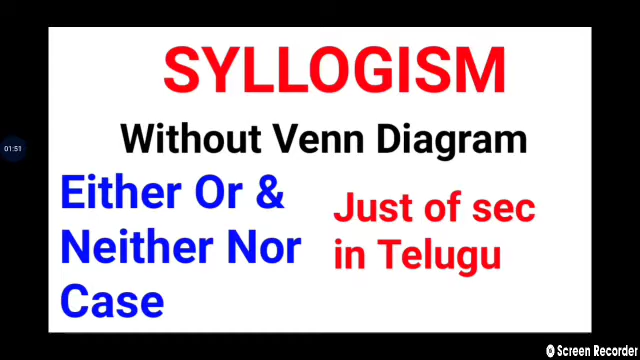 SYLLOGISM
Without Venn Diagram
Either Or &
Neither Nor
Case
Just of sec
in Telugu
01:51
Screen Recorder